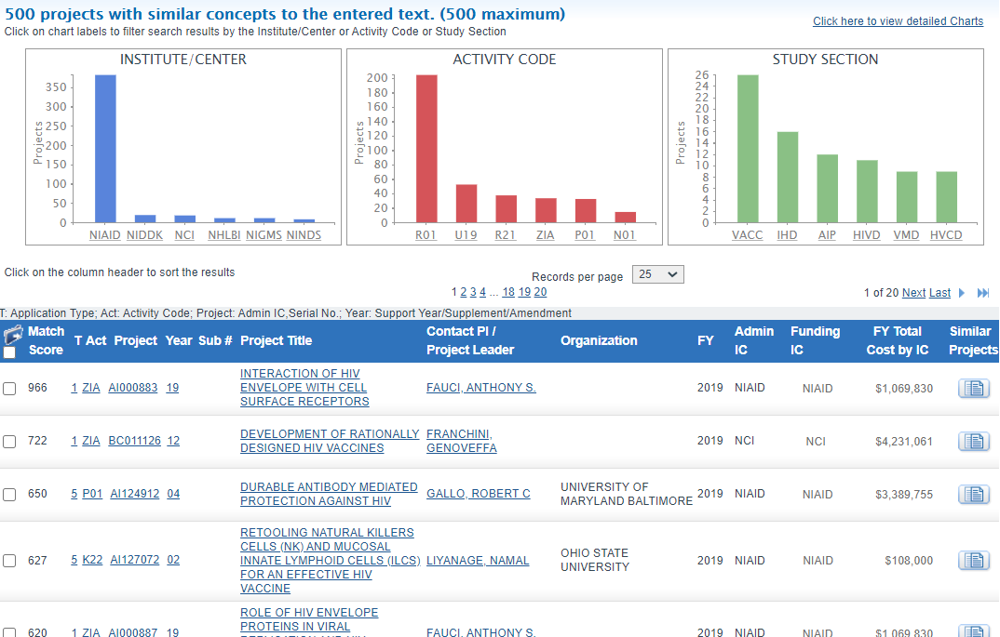 500 projects with similar concepts to the entered text. (500 maximum)
Click here to view detailed Charts
Click on chart labels to filter search results by the Institute/Center or Activity Code or Study Section
INSTITUTE/CENTER
Projects
350
300
250
200
150
100
50
0
NIAID NIDDK NCI NHLBI NIGMS NINDS
ACTIVITY CODE
Projects
200
180
160
140
120
100
80
60
40
20
0
R01 U19 R21 ZIA P01 N01
STUDY SECTION
Projects
26
24
22
20
18
16
14
12
10
8
6
4
2
0
VACC IHD AIP HIVD VMD HVCD
Click on the column header to sort the results
Records per page 25
1 2 3 4 ... 18 19 20
1 of 20 Next Last
T: Application Type; Act: Activity Code; Project: Admin IC,Serial No.; Year: Support Year/Supplement/Amendment
Match Score T Act Project Year Sub # Project Title Contact PI / Project Leader Organization FY Admin IC Funding IC FY Total Cost by IC Similar Projects
966 1 ZIA AI000883 19
INTERACTION OF HIV
ENVELOPE WITH CELL
SURFACE RECEPTORS
FAUCI, ANTHONY S.
2019 NIAID NIAID $1,069,830
722 1 ZIA BC011126 12
DEVELOPMENT OF RATIONALLY
DESIGNED HIV VACCINES
FRANCHINI,
GENOVEFFA
2019 NCI NCI $4,231,061
650 5 P01 AI124912 04
DURABLE ANTIBODY MEDIATED
PROTECTION AGAINST HIV
GALLO, ROBERT C
UNIVERSITY OF
MARYLAND BALTIMORE
2019 NIAID NIAID $3,389,755
627 5 K22 AI127072 02
RETOOLING NATURAL KILLERS
CELLS (NK) AND MUCOSAL
INNATE LYMPHOID CELLS (ILCS)
FOR AN EFFECTIVE HIV
VACCINE
LIYANAGE, NAMAL
OHIO STATE
UNIVERSITY
2019 NIAID NIAID $108,000
620 1 ZIA AI000887 19
ROLE OF HIV ENVELOPE
PROTEINS IN VIRAL
FAUCI, ANTHONY S.
2019 NIAID NIAID $1,069,830